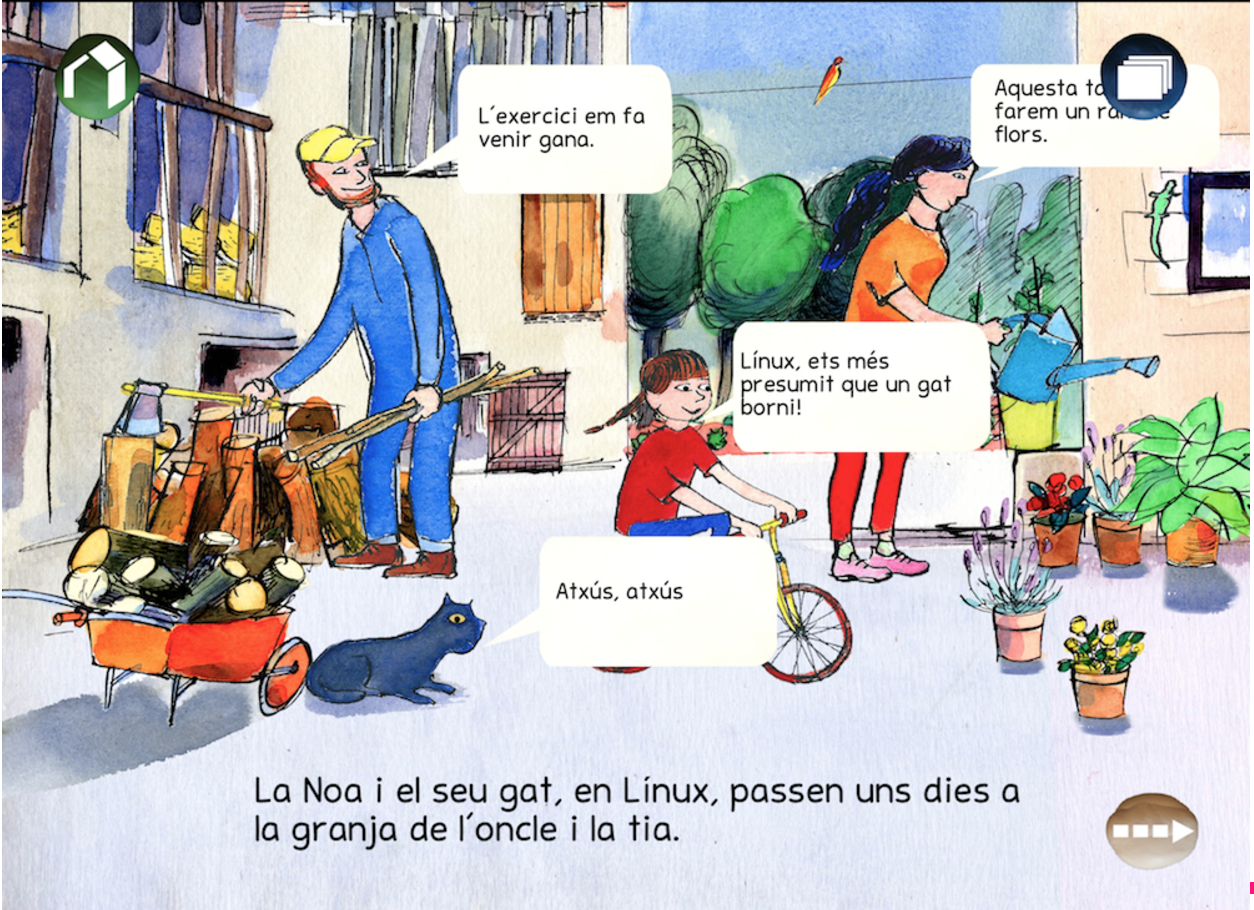 L´exercici em fa
venir gana.
Aquesta
farem un
flors.
Línux, ets més
presumit que un gat
borni!
Atxús, atxús
La Noa i el seu gat, en Línux, passen uns dies a
la granja de l´oncle i la tia.